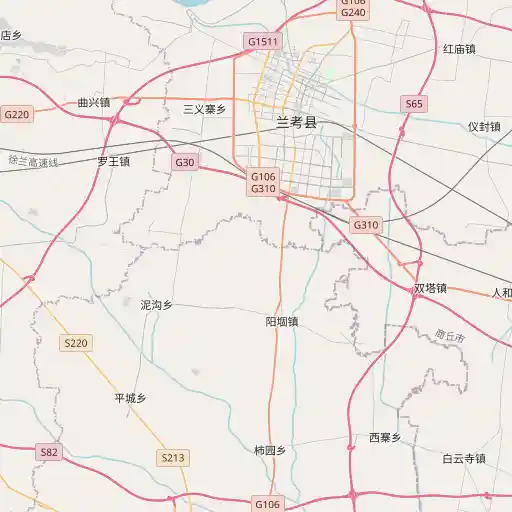 G106
G240
店乡
G1511
红庙镇
曲兴镇
S65
G220
三义寨乡
兰考县
仪封镇
徐兰高速线
罗王镇
G30
G106
G310
G310
双塔镇
人和
泥沟乡
阳堌镇
商丘市
S220
平城乡
西寨乡
柿园乡
S82
S213
白云寺镇
G106